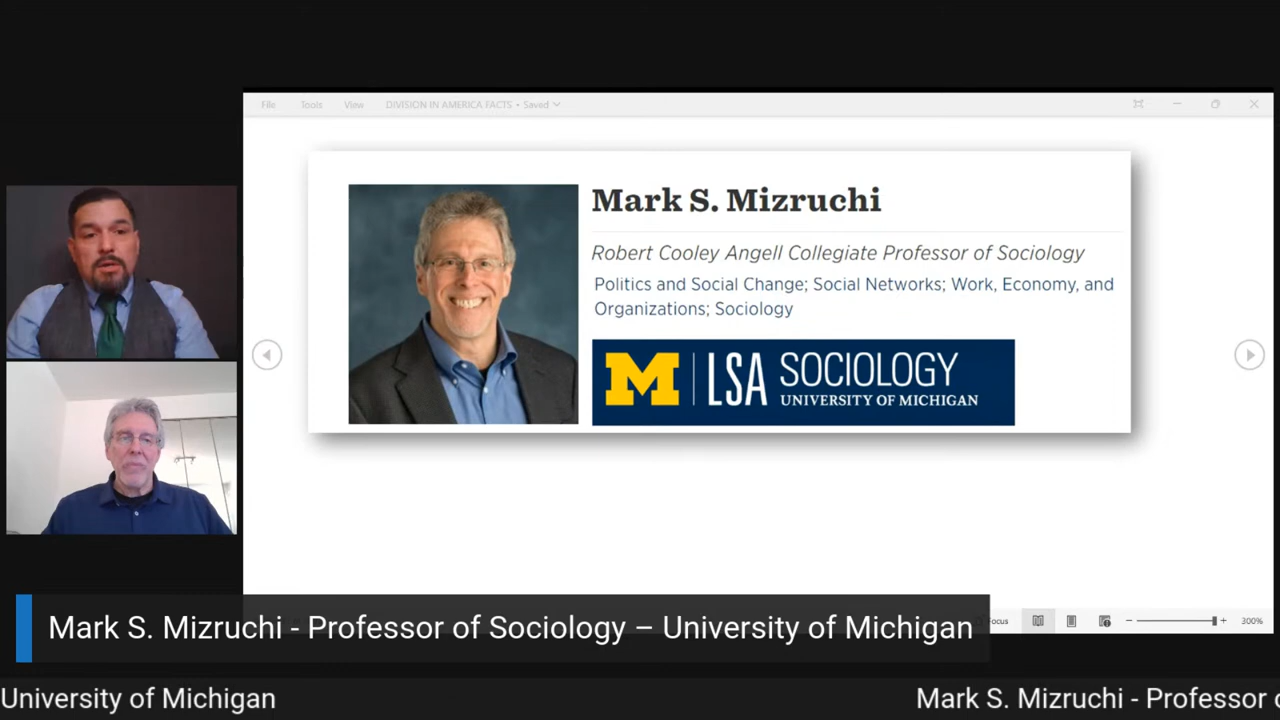 File Tools View DIVISION IN AMERICA FACTS • Saved
Mark S. Mizruchi
Robert Cooley Angell Collegiate Professor of Sociology
Politics and Social Change; Social Networks; Work, Economy, and
Organizations; Sociology
M LSA SOCIOLOGY
UNIVERSITY OF MICHIGAN
Mark S. Mizruchi - Professor of Sociology – University of Michigan
300%
University of Michigan
Mark S. Mizruchi - Professor